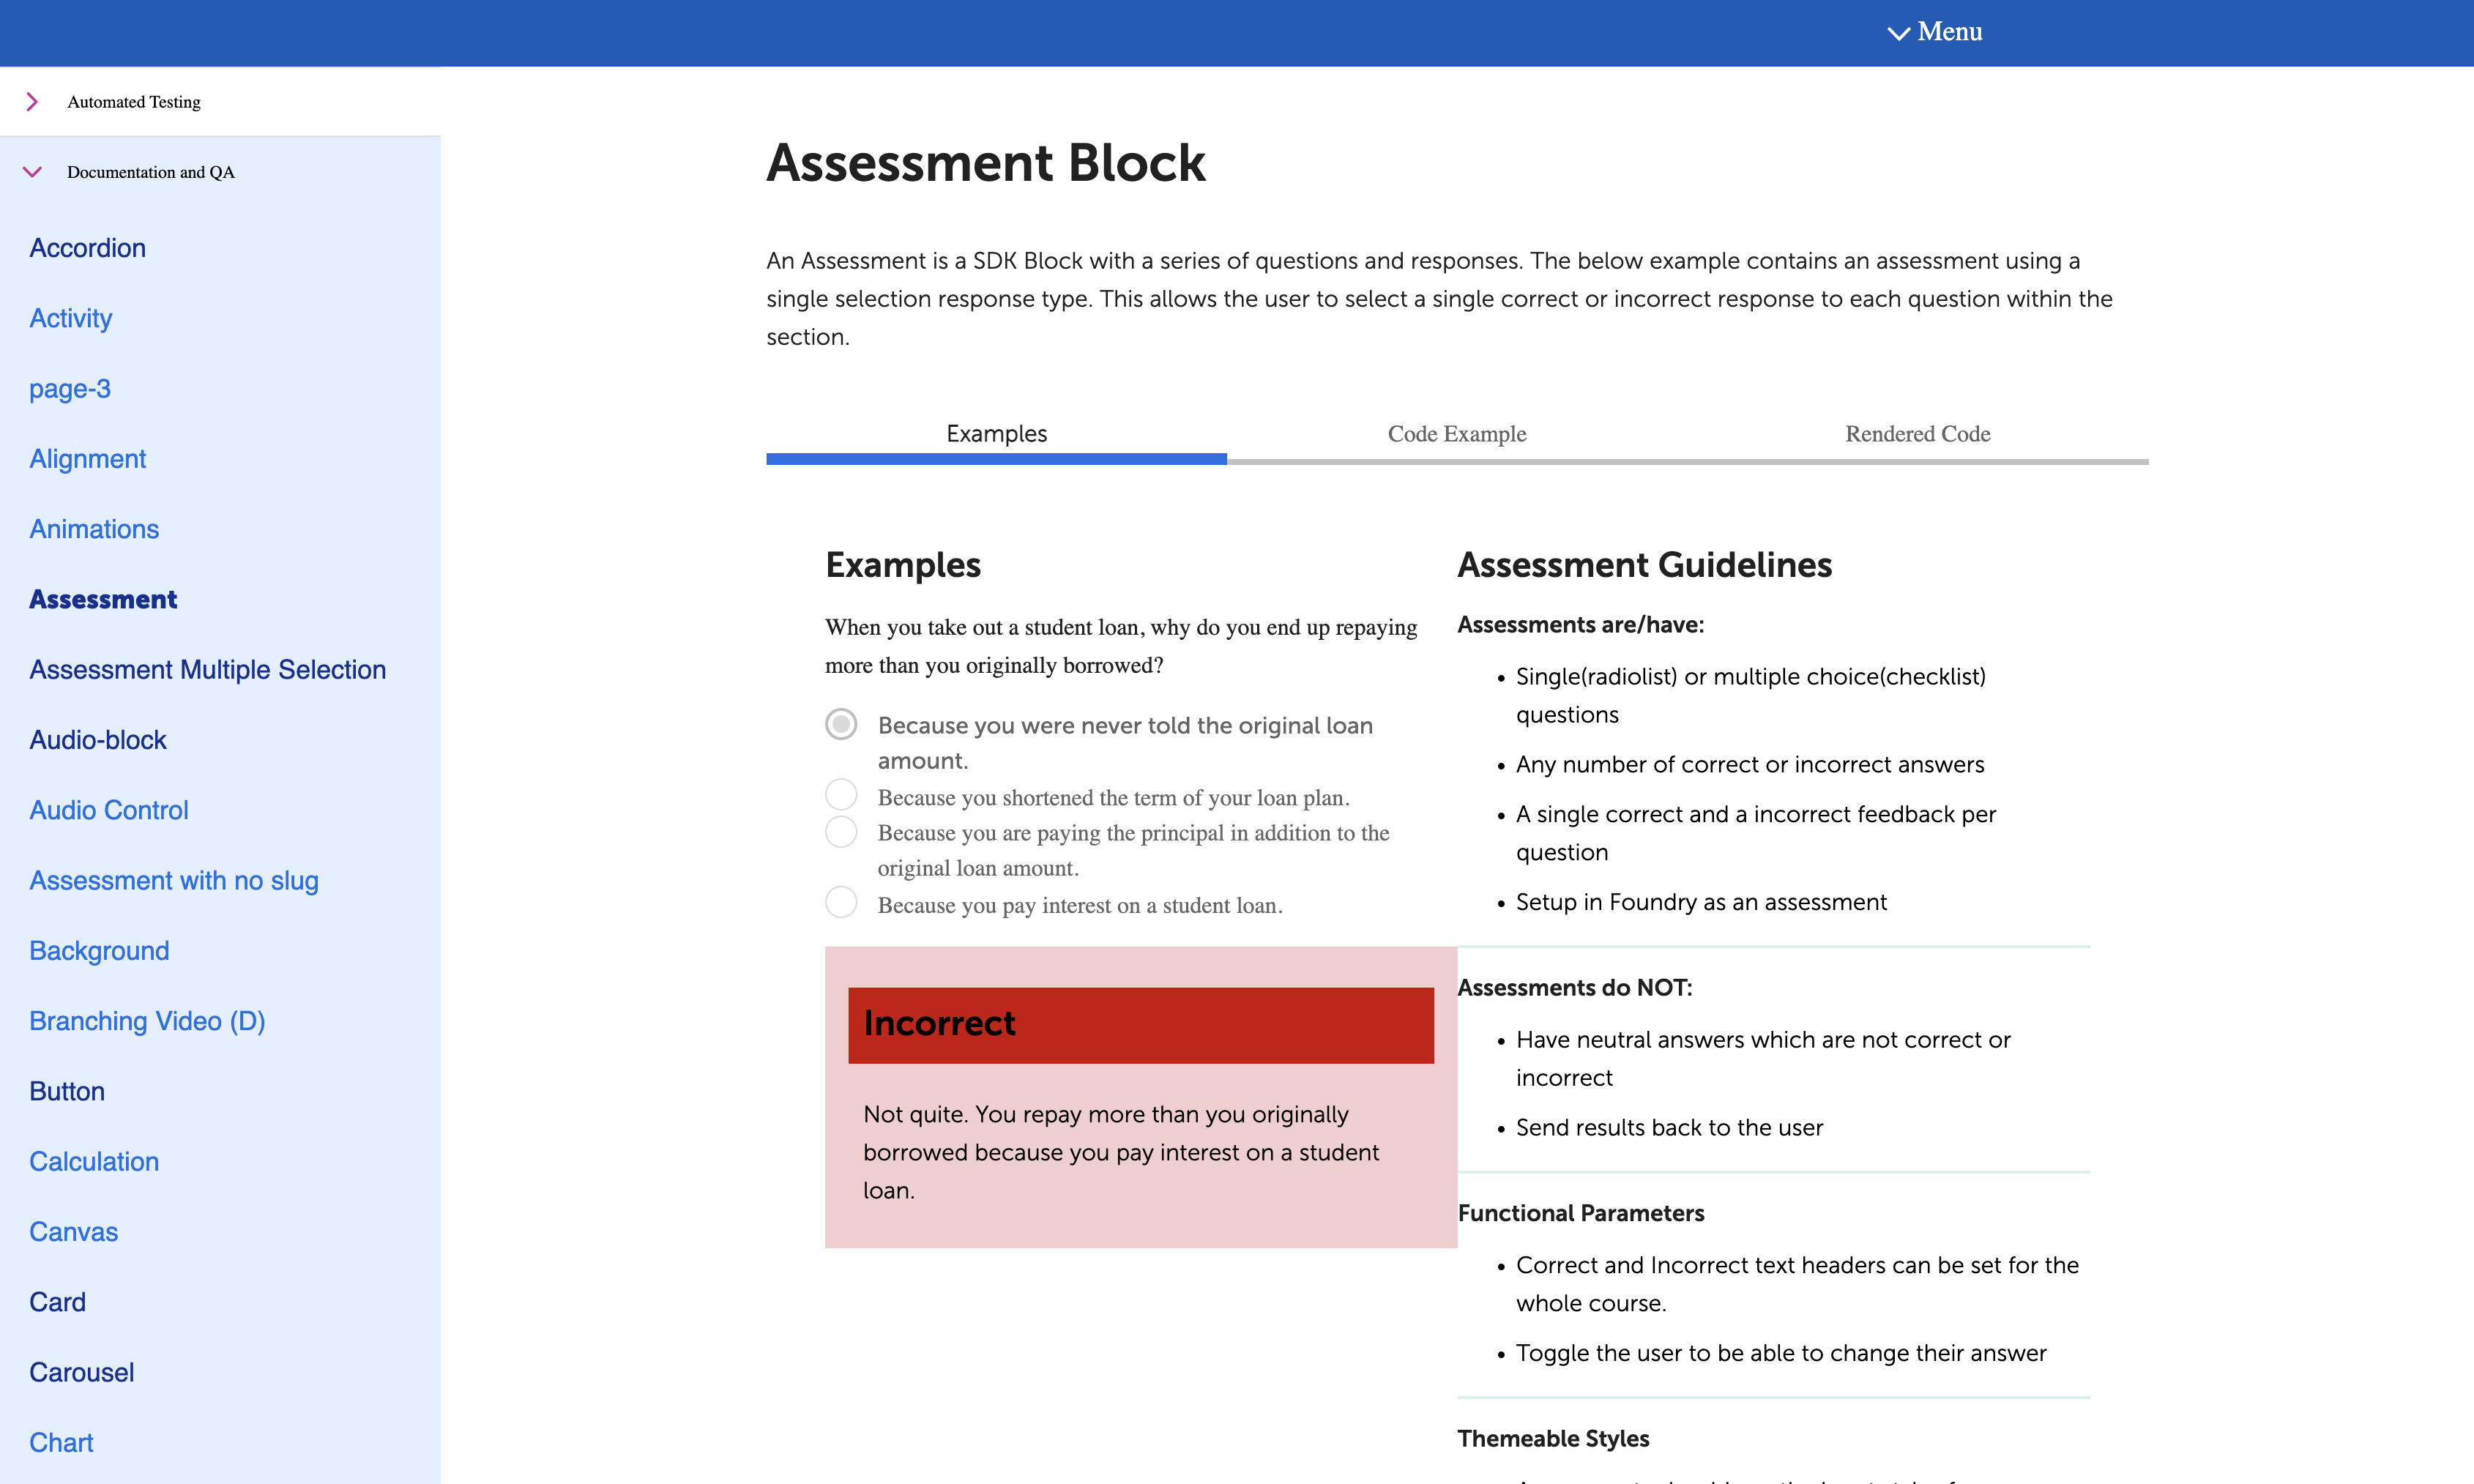 Menu
Automated Testing
Documentation and QA
Accordion
Activity
page-3
Alignment
Animations
Assessment
Assessment Multiple Selection
Audio-block
Audio Control
Assessment with no slug
Background
Branching Video (D)
Button
Calculation
Canvas
Card
Carousel
Chart
Assessment Block
An Assessment is a SDK Block with a series of questions and responses. The below example contains an assessment using a
single selection response type. This allows the user to select a single correct or incorrect response to each question within the
section.
Examples
Code Example
Rendered Code
Examples
When you take out a student loan, why do you end up repaying
more than you originally borrowed?
Because you were never told the original loan
amount.
Because you shortened the term of your loan plan.
Because you are paying the principal in addition to the
original loan amount.
Because you pay interest on a student loan.
Incorrect
Not quite. You repay more than you originally
borrowed because you pay interest on a student
loan.
Assessment Guidelines
Assessments are/have:
• Single(radiolist) or multiple choice(checklist)
questions
• Any number of correct or incorrect answers
• A single correct and a incorrect feedback per
question
• Setup in Foundry as an assessment
Assessments do NOT:
• Have neutral answers which are not correct or
incorrect
• Send results back to the user
Functional Parameters
• Correct and Incorrect text headers can be set for the
whole course.
• Toggle the user to be able to change their answer
Themeable Styles